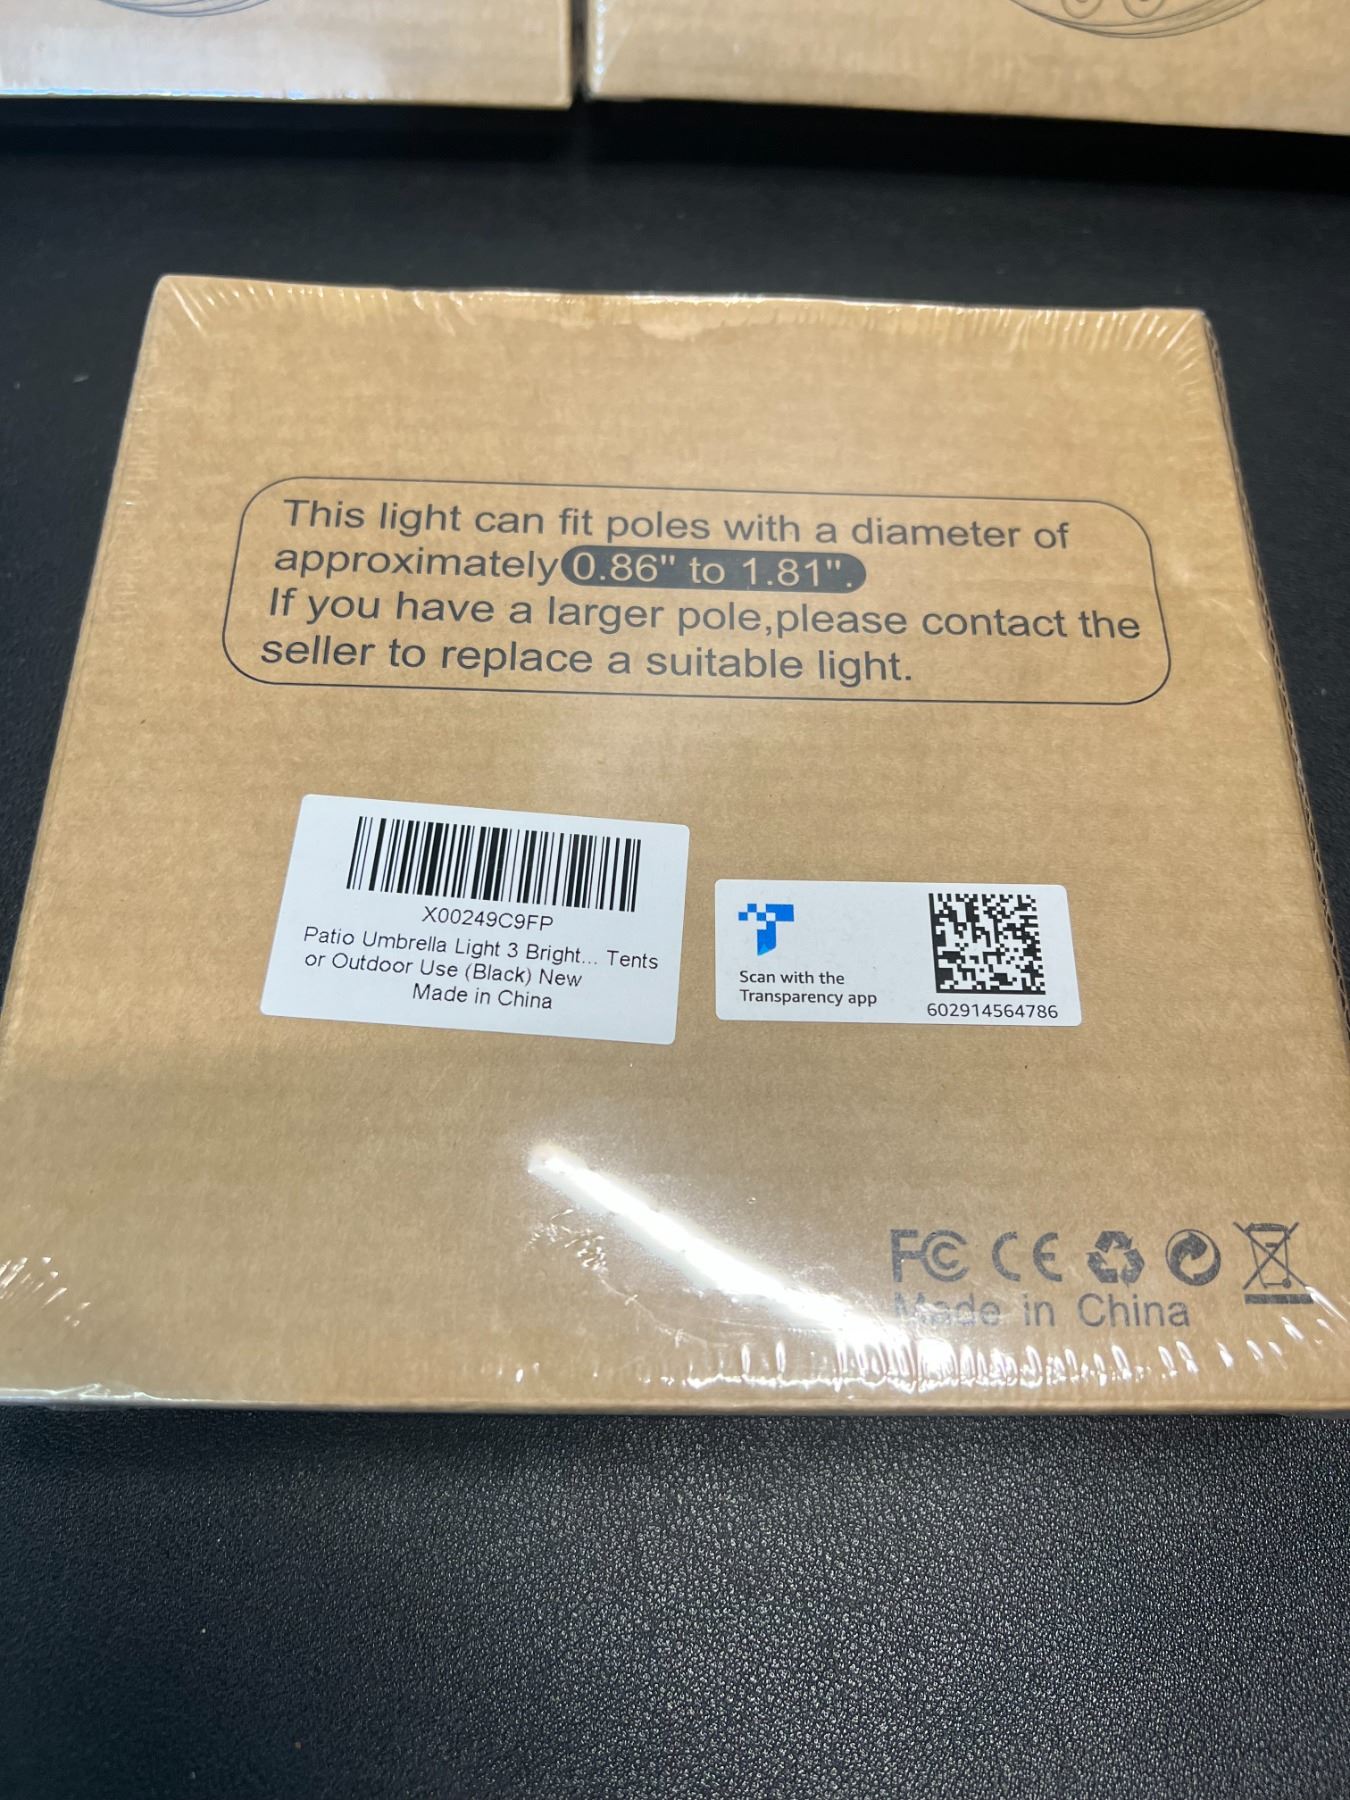 This light can fit poles with a diameter of
approximately 0.86" to 1.81".
If you have a larger pole,please contact the
seller to replace a suitable light.
X00249C9FP
Patio Umbrella Light 3 Bright... Tents
or Outdoor Use (Black) New
Made in China
Scan with the
Transparency app
602914564786
FC CE
Made in China